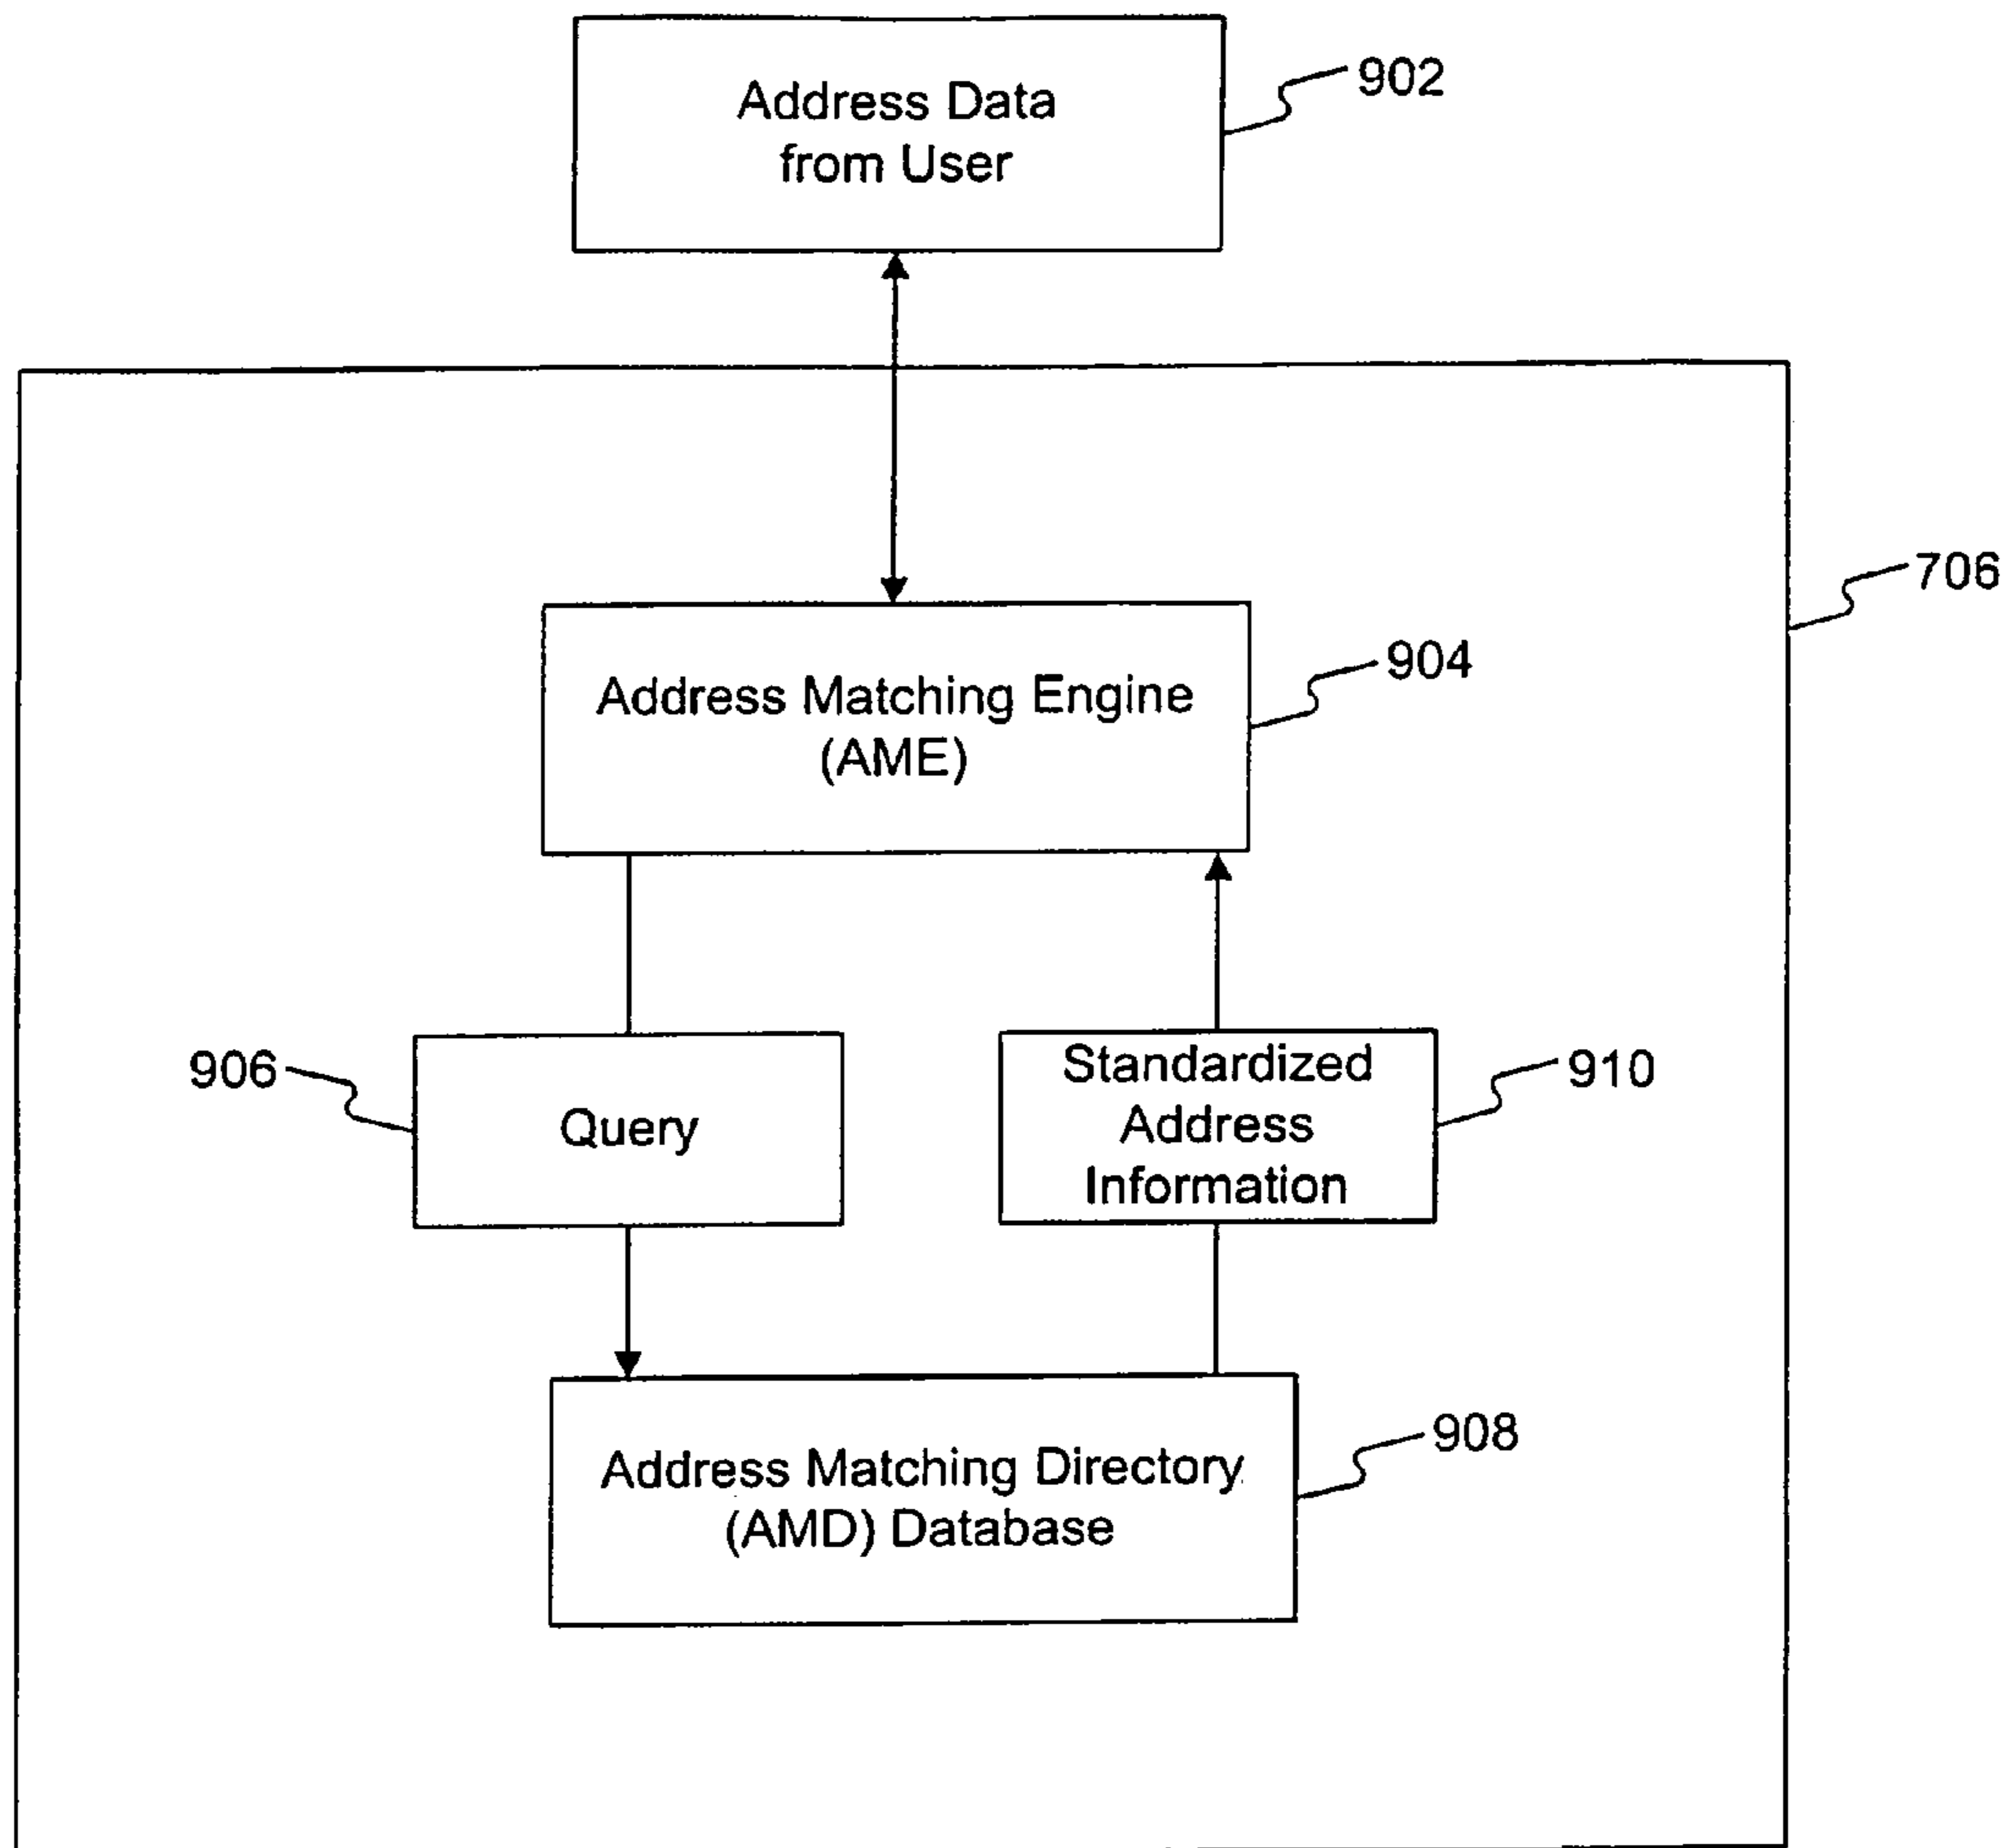 Address Data
from User
902
706
Address Matching Engine
(AME)
904
906
Query
Standardized
Address
Information
910
Address Matching Directory
(AMD) Database
908